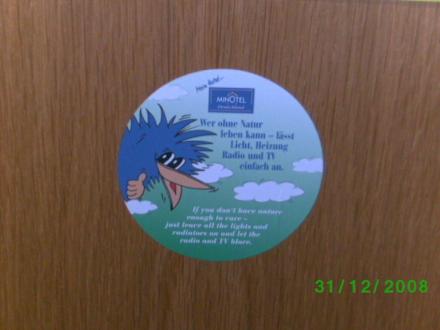 MINOTEL
Deutschland
Wer ohne Natur
leben kann – lässt
Licht, Heizung
Radio und TV
einfach an.
If you don't have nature
enough to care –
just leave all the lights and
radiators on and let the
radio and TV blare.
31/12/2008